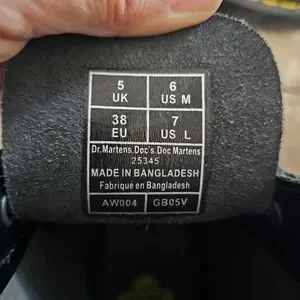 5 6
UK US M
38 7
EU US L
Dr.Martens.Doc's.Doc Martens
25345
MADE IN BANGLADESH
Fabrique en Bangladesh
AW004 GB05V